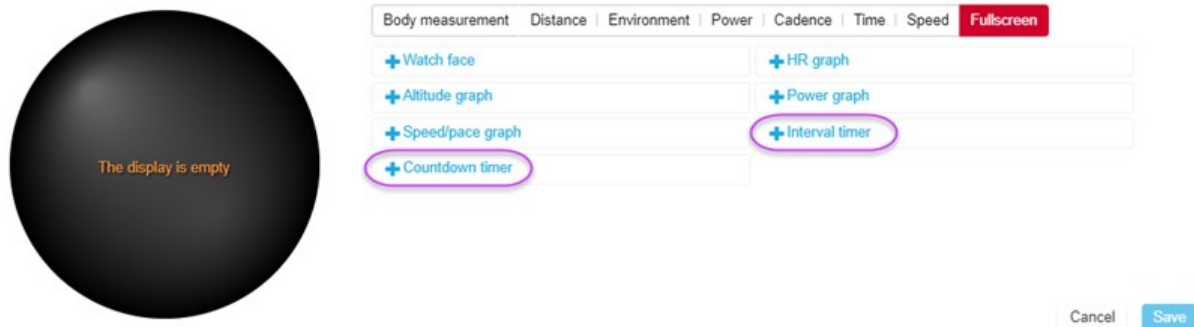 Body measurement Distance Environment Power Cadence Time Speed Fullscreen
Watch face HR graph
Altitude graph Power graph
Speed/pace graph Interval timer
The display is empty
Countdown timer
Cancel Save